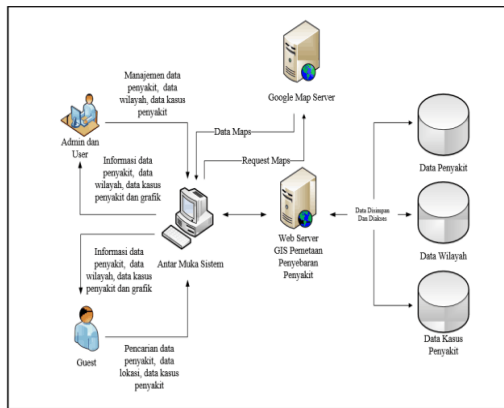 Manajemen data
penyakit, data
wilayah, data kasus
penyakit
Google Map Server
Admin dan
User
Data Maps
Request Maps
Data Penyakit
Informasi data
penyakit, data
wilayah, data kasus
penyakit dan grafik
Data Disimpan
Dan Diakses
Informasi data
penyakit, data
wilayah, data kasus
penyakit dan grafik
Antar Muka Sistem
Web Server
GIS Pemetaan
Penyebaran
Penyakit
Data Wilayah
Guest
Pencarian data
penyakit, data
lokasi, data kasus
penyakit
Data Kasus
Penyakit